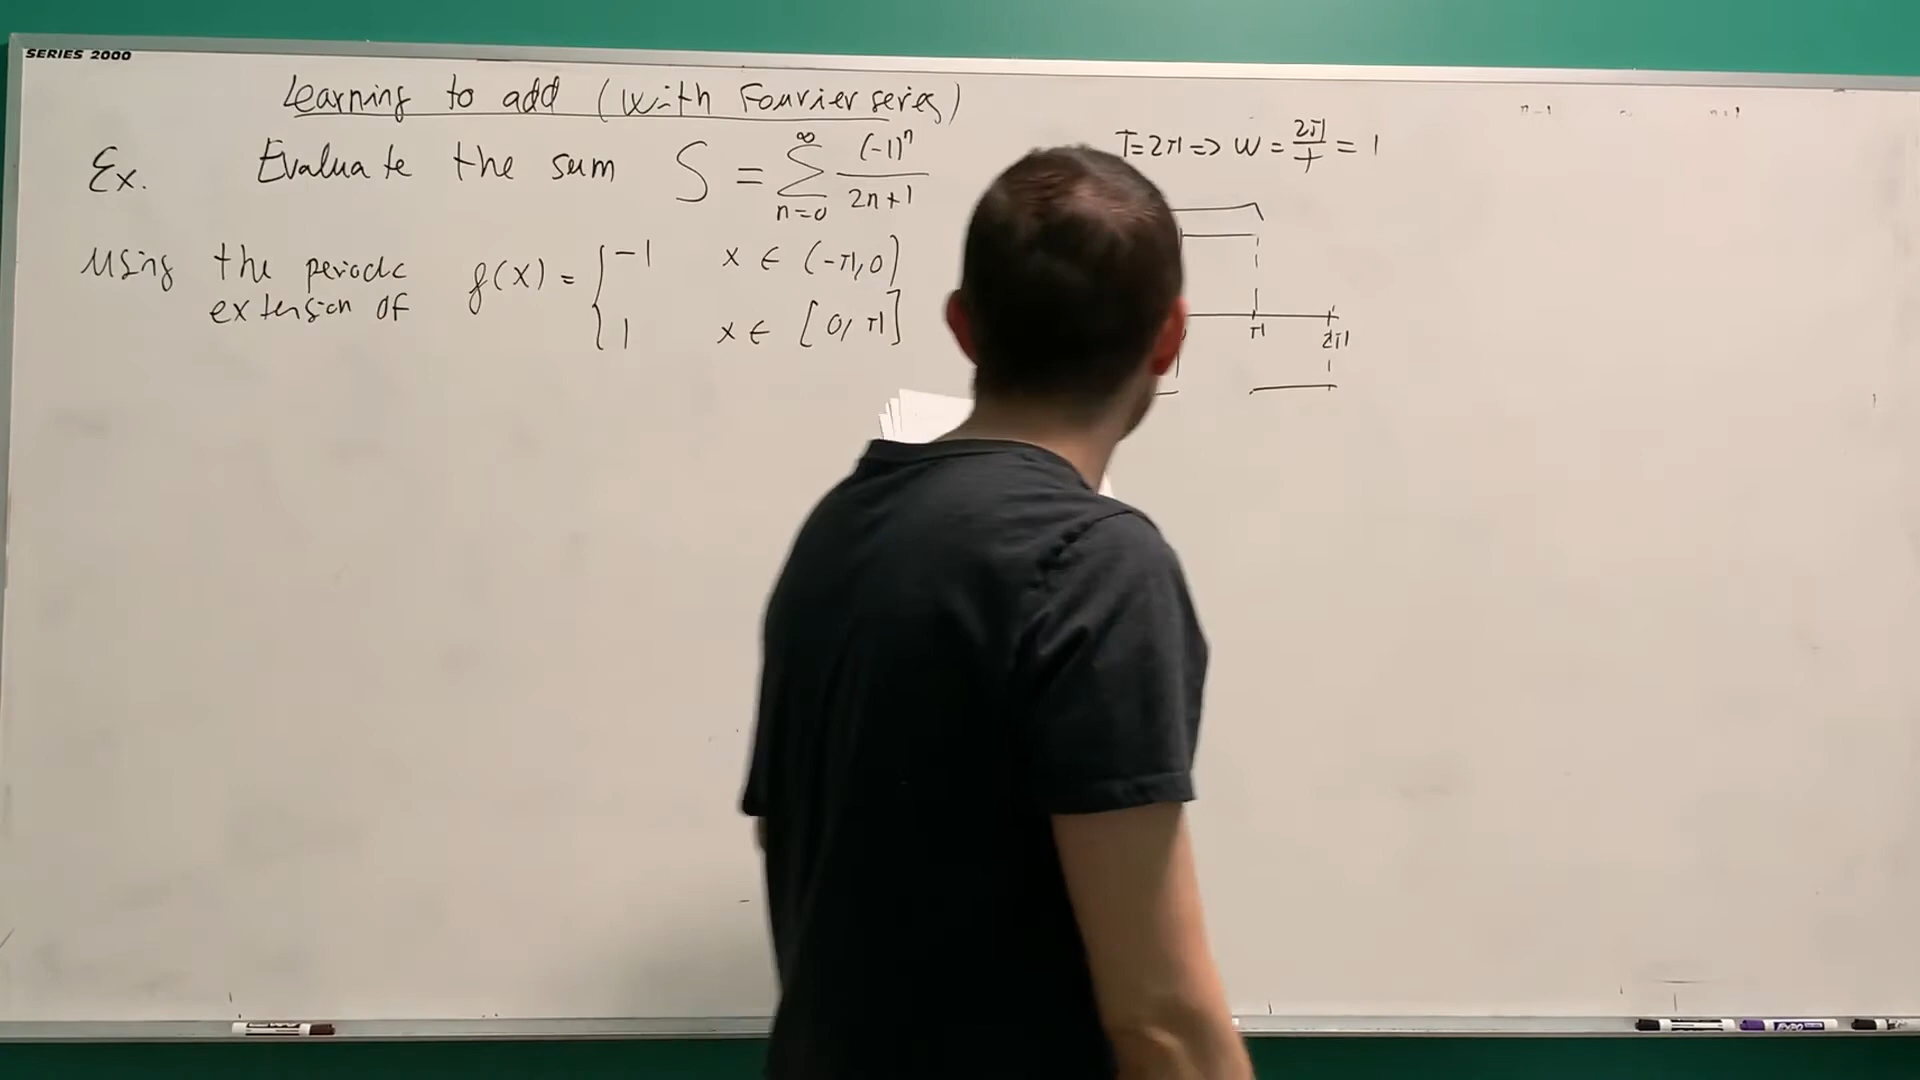 SERIES 2000
Learning to add (with Fourier series)
Ex. Evaluate the sum S = ∑_{n=0}^{∞} (-1)^n / (2n+1)
Using the periodic extension of f(x) = { -1 x ∈ (-π, 0)
1 x ∈ [0, π]
T=2π => ω = 2π/T = 1
π
2π
EXPO